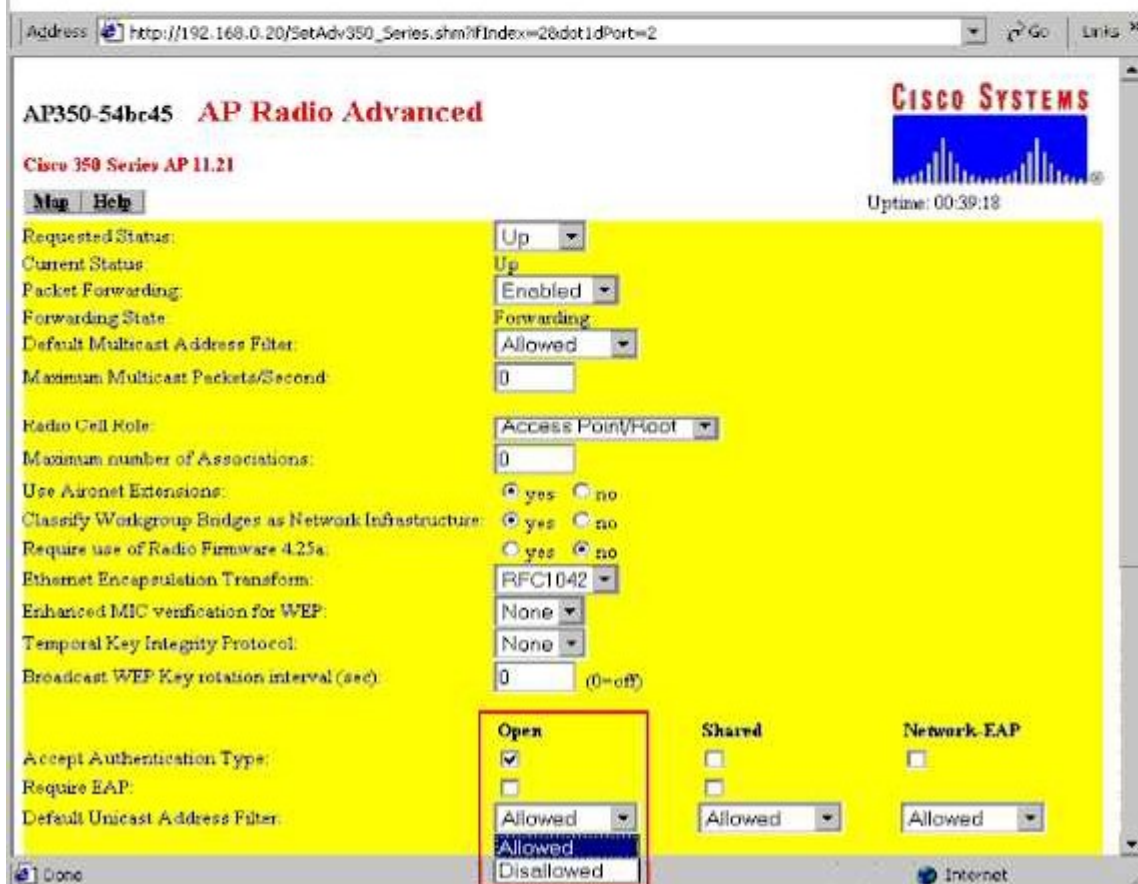 Address http://192.168.0.20/SetAdv350_Series.shm?ifIndex=2&dot1dPort=2 Go Links »
AP350-54bc45 AP Radio Advanced
CISCO SYSTEMS
Cisco 350 Series AP 11.21
Map Help
Uptime: 00:39:18
Requested Status: Up
Current Status: Up
Packet Forwarding: Enabled
Forwarding State: Forwarding
Default Multicast Address Filter: Allowed
Maximum Multicast Packets/Second: 0
Radio Cell Role: Access Point/Root
Maximum number of Associations: 0
Use Aironet Extensions: yes no
Classify Workgroup Bridges as Network Infrastructure: yes no
Require use of Radio Firmware 4.25a: yes no
Ethernet Encapsulation Transform: RFC1042
Enhanced MIC verification for WEP: None
Temporal Key Integrity Protocol: None
Broadcast WEP Key rotation interval (sec): 0 (0=off)
Open Shared Network-EAP
Accept Authentication Type:
Require EAP:
Default Unicast Address Filter: Allowed Allowed Allowed
Allowed
Disallowed
Done Internet